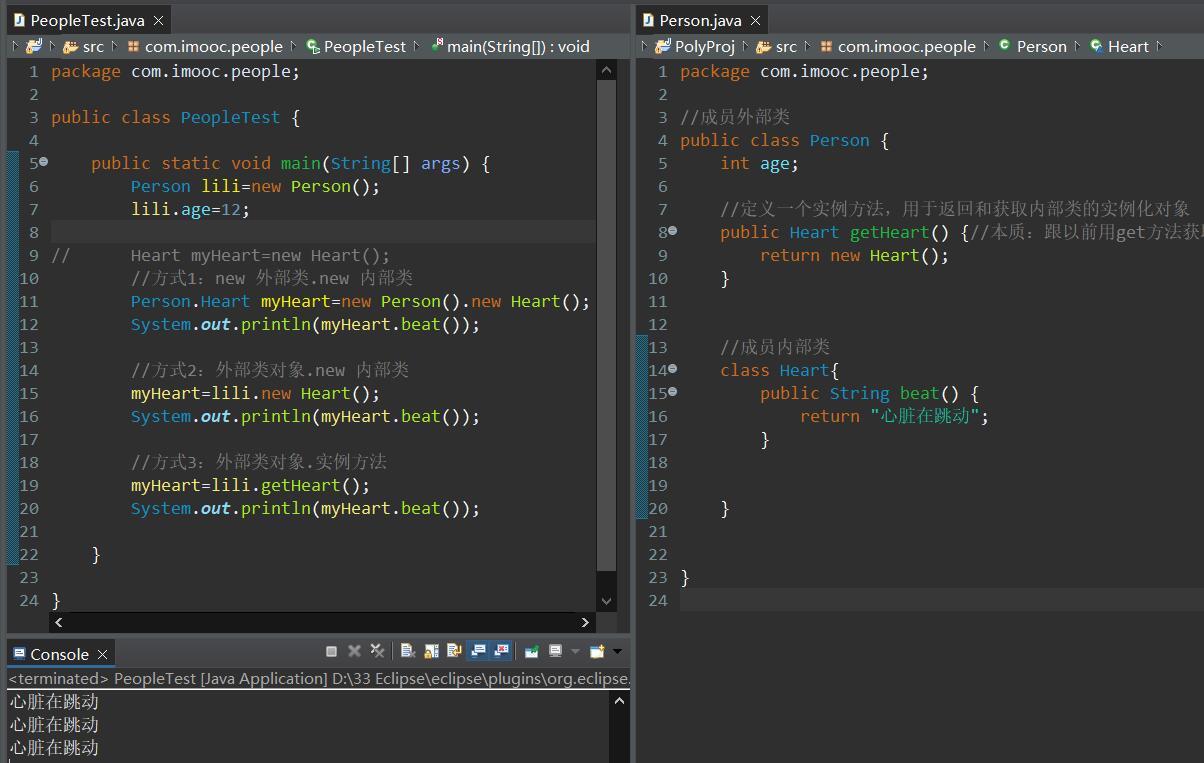 PeopleTest.java
src com.imooc.people PeopleTest main(String[]) : void
1 package com.imooc.people;
2
3 public class PeopleTest {
4
5 public static void main(String[] args) {
6 Person lili=new Person();
7 lili.age=12;
8
9 // Heart myHeart=new Heart();
10 //方式1：new 外部类.new 内部类
11 Person.Heart myHeart=new Person().new Heart();
12 System.out.println(myHeart.beat());
13
14 //方式2：外部类对象.new 内部类
15 myHeart=lili.new Heart();
16 System.out.println(myHeart.beat());
17
18 //方式3：外部类对象.实例方法
19 myHeart=lili.getHeart();
20 System.out.println(myHeart.beat());
21
22 }
23
24 }
Console
<terminated> PeopleTest [Java Application] D:\33 Eclipse\eclipse\plugins\org.eclipse.
心脏在跳动
心脏在跳动
心脏在跳动
Person.java
PolyProj src com.imooc.people Person Heart
1 package com.imooc.people;
2
3 //成员外部类
4 public class Person {
5 int age;
6
7 //定义一个实例方法，用于返回和获取内部类的实例化对象
8 public Heart getHeart() {//本质：跟以前用get方法获
9 return new Heart();
10 }
11
12
13 //成员内部类
14 class Heart{
15 public String beat() {
16 return "心脏在跳动";
17 }
18
19
20 }
21
22
23 }
24